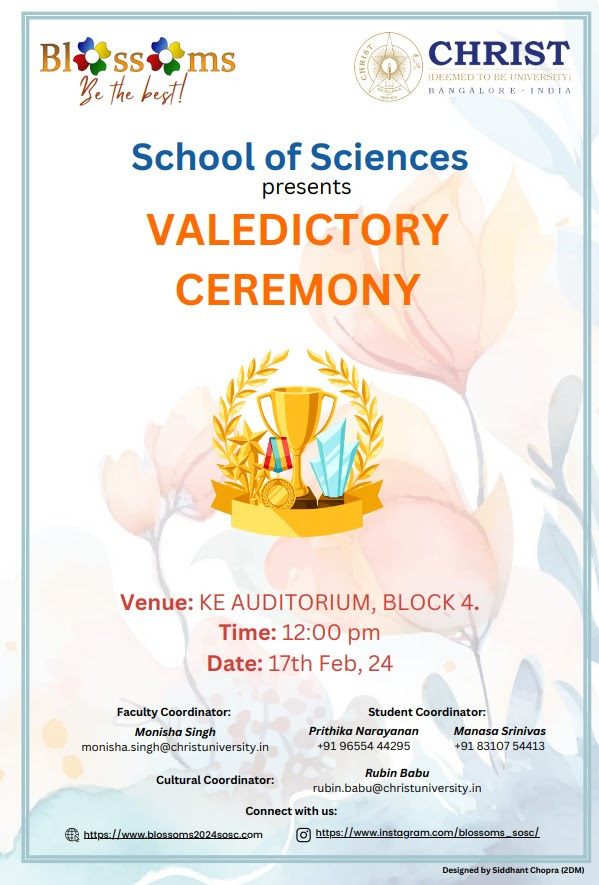 Blossoms
Be the best!
CHRIST
(DEEMED TO BE UNIVERSITY)
BANGALORE · INDIA
School of Sciences
presents
VALEDICTORY
CEREMONY
Venue: KE AUDITORIUM, BLOCK 4.
Time: 12:00 pm
Date: 17th Feb, 24
Faculty Coordinator:
Monisha Singh
monisha.singh@christuniversity.in
Student Coordinator:
Prithika Narayanan
+91 96554 44295
Manasa Srinivas
+91 83107 54413
Cultural Coordinator:
Rubin Babu
rubin.babu@christuniversity.in
Connect with us:
https://www.blossoms2024sosc.com
https://www.instagram.com/blossoms_sosc/
Designed by Siddhant Chopra (2DM)